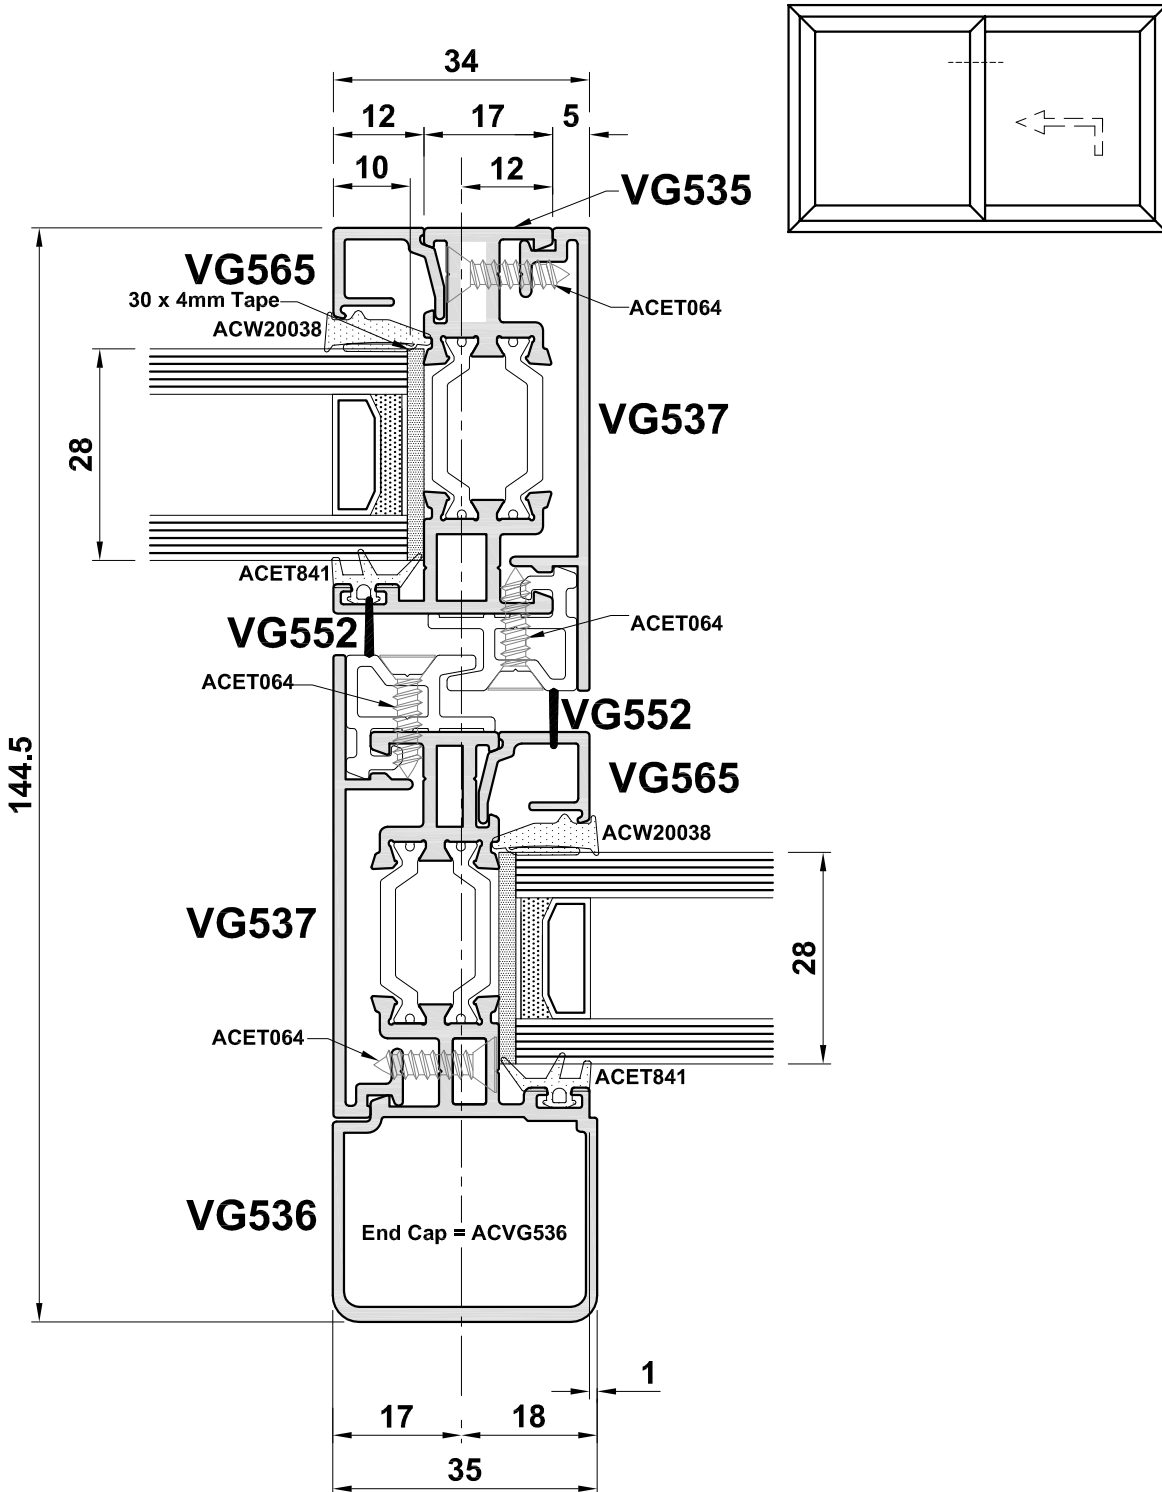 34
12
17
5
10
12
VG535
VG565
30 x 4mm Tape
ACW20038
ACET064
VG537
28
ACET841
VG552
ACET064
ACET064
VG552
144.5
VG565
ACW20038
VG537
28
ACET064
ACET841
VG536
End Cap = ACVG536
1
17
18
35